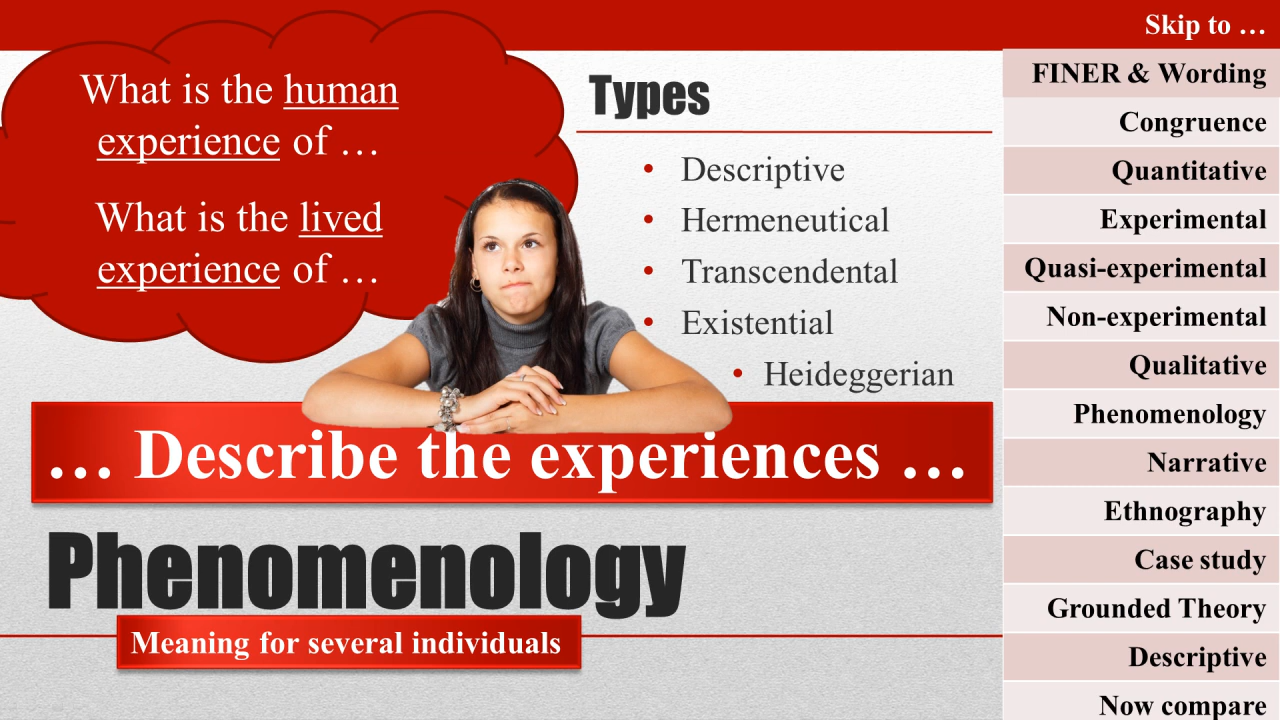 What is the human
experience of …
What is the lived
experience of …
Types
• Descriptive
• Hermeneutical
• Transcendental
• Existential
• Heideggerian
… Describe the experiences …
Phenomenology
Meaning for several individuals
Skip to …
FINER & Wording
Congruence
Quantitative
Experimental
Quasi-experimental
Non-experimental
Qualitative
Phenomenology
Narrative
Ethnography
Case study
Grounded Theory
Descriptive
Now compare